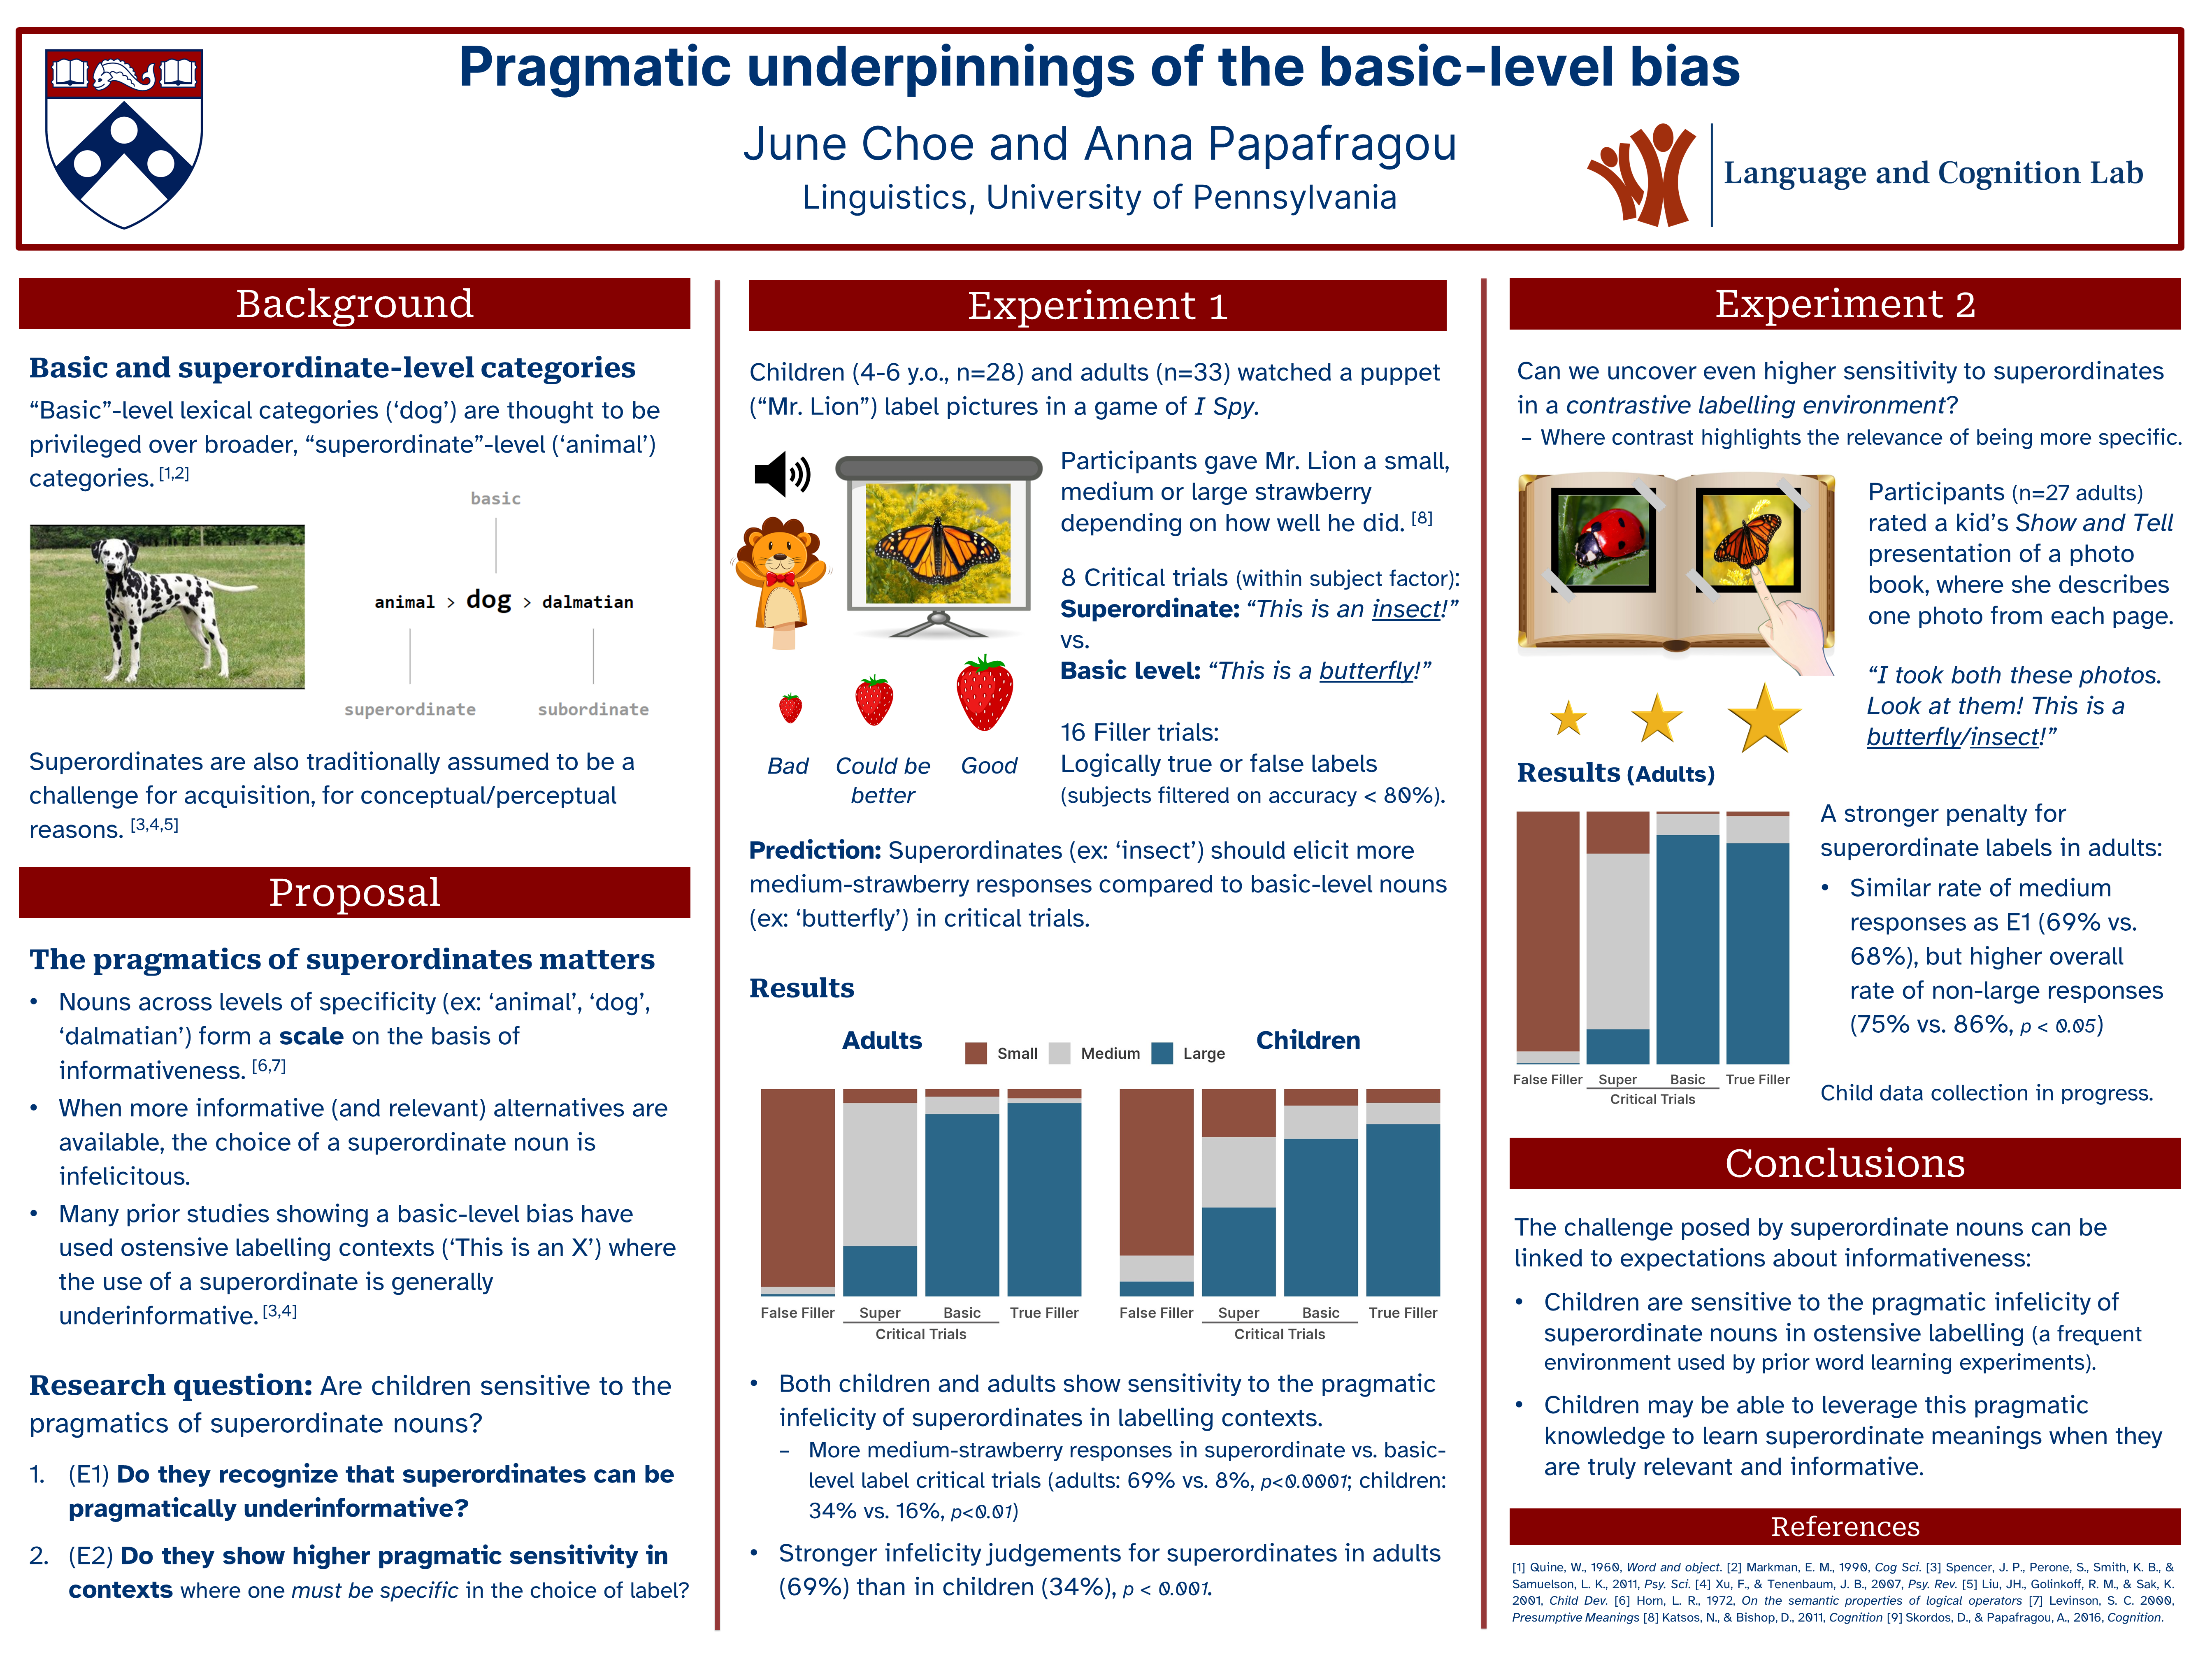 Pragmatic underpinnings of the basic-level bias
June Choe and Anna Papafragou
Linguistics, University of Pennsylvania
Language and Cognition Lab
Background
Basic and superordinate-level categories
“Basic”-level lexical categories (‘dog’) are thought to be
privileged over broader, “superordinate”-level (‘animal’)
categories. [1,2]
basic
animal > dog > dalmatian
superordinate subordinate
Superordinates are also traditionally assumed to be a
challenge for acquisition, for conceptual/perceptual
reasons. [3,4,5]
Proposal
The pragmatics of superordinates matters
• Nouns across levels of specificity (ex: ‘animal’, ‘dog’,
‘dalmatian’) form a scale on the basis of
informativeness. [6,7]
• When more informative (and relevant) alternatives are
available, the choice of a superordinate noun is
infelicitous.
• Many prior studies showing a basic-level bias have
used ostensive labelling contexts (‘This is an X’) where
the use of a superordinate is generally
underinformative. [3,4]
Research question: Are children sensitive to the
pragmatics of superordinate nouns?
1. (E1) Do they recognize that superordinates can be
pragmatically underinformative?
2. (E2) Do they show higher pragmatic sensitivity in
contexts where one must be specific in the choice of label?
Experiment 1
Children (4-6 y.o., n=28) and adults (n=33) watched a puppet
(“Mr. Lion”) label pictures in a game of I Spy.
Participants gave Mr. Lion a small,
medium or large strawberry
depending on how well he did. [8]
8 Critical trials (within subject factor):
Superordinate: “This is an insect!”
vs.
Basic level: “This is a butterfly!”
16 Filler trials:
Logically true or false labels
(subjects filtered on accuracy < 80%).
Bad Could be Good
better
Prediction: Superordinates (ex: ‘insect’) should elicit more
medium-strawberry responses compared to basic-level nouns
(ex: ‘butterfly’) in critical trials.
Results
Adults Small Medium Large Children
False Filler Super Basic True Filler False Filler Super Basic True Filler
Critical Trials Critical Trials
• Both children and adults show sensitivity to the pragmatic
infelicity of superordinates in labelling contexts.
– More medium-strawberry responses in superordinate vs. basic-
level label critical trials (adults: 69% vs. 8%, p<0.0001; children:
34% vs. 16%, p<0.01)
• Stronger infelicity judgements for superordinates in adults
(69%) than in children (34%), p < 0.001.
Experiment 2
Can we uncover even higher sensitivity to superordinates
in a contrastive labelling environment?
– Where contrast highlights the relevance of being more specific.
Participants (n=27 adults)
rated a kid’s Show and Tell
presentation of a photo
book, where she describes
one photo from each page.
“I took both these photos.
Look at them! This is a
butterfly/insect!”
Results (Adults)
False Filler Super Basic True Filler
Critical Trials
A stronger penalty for
superordinate labels in adults:
• Similar rate of medium
responses as E1 (69% vs.
68%), but higher overall
rate of non-large responses
(75% vs. 86%, p < 0.05)
Child data collection in progress.
Conclusions
The challenge posed by superordinate nouns can be
linked to expectations about informativeness:
• Children are sensitive to the pragmatic infelicity of
superordinate nouns in ostensive labelling (a frequent
environment used by prior word learning experiments).
• Children may be able to leverage this pragmatic
knowledge to learn superordinate meanings when they
are truly relevant and informative.
References
[1] Quine, W., 1960, Word and object. [2] Markman, E. M., 1990, Cog Sci. [3] Spencer, J. P., Perone, S., Smith, K. B., &
Samuelson, L. K., 2011, Psy. Sci. [4] Xu, F., & Tenenbaum, J. B., 2007, Psy. Rev. [5] Liu, JH., Golinkoff, R. M., & Sak, K.
2001, Child Dev. [6] Horn, L. R., 1972, On the semantic properties of logical operators [7] Levinson, S. C. 2000,
Presumptive Meanings [8] Katsos, N., & Bishop, D., 2011, Cognition [9] Skordos, D., & Papafragou, A., 2016, Cognition.